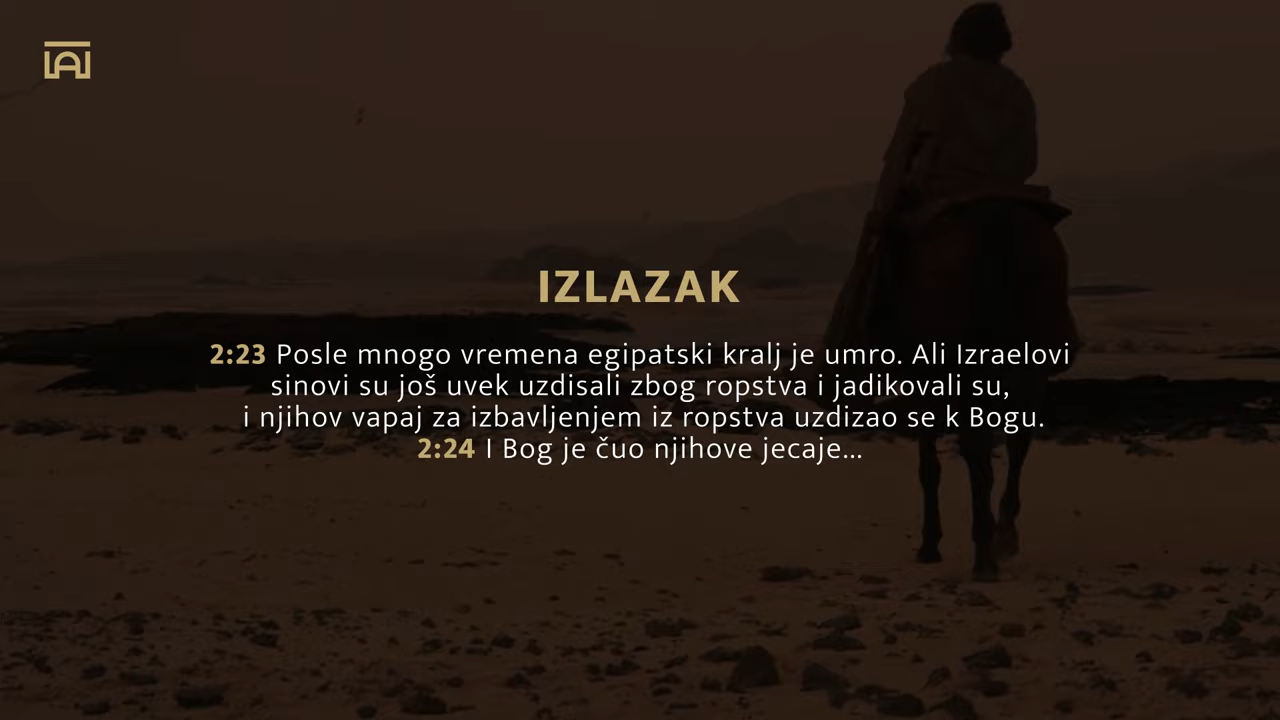 IZLAZAK
2:23 Posle mnogo vremena egipatski kralj je umro. Ali Izraelovi
sinovi su još uvek uzdisali zbog ropstva i jadikovali su,
i njihov vapaj za izbavljenjem iz ropstva uzdizao se k Bogu.
2:24 I Bog je čuo njihove jecaje...